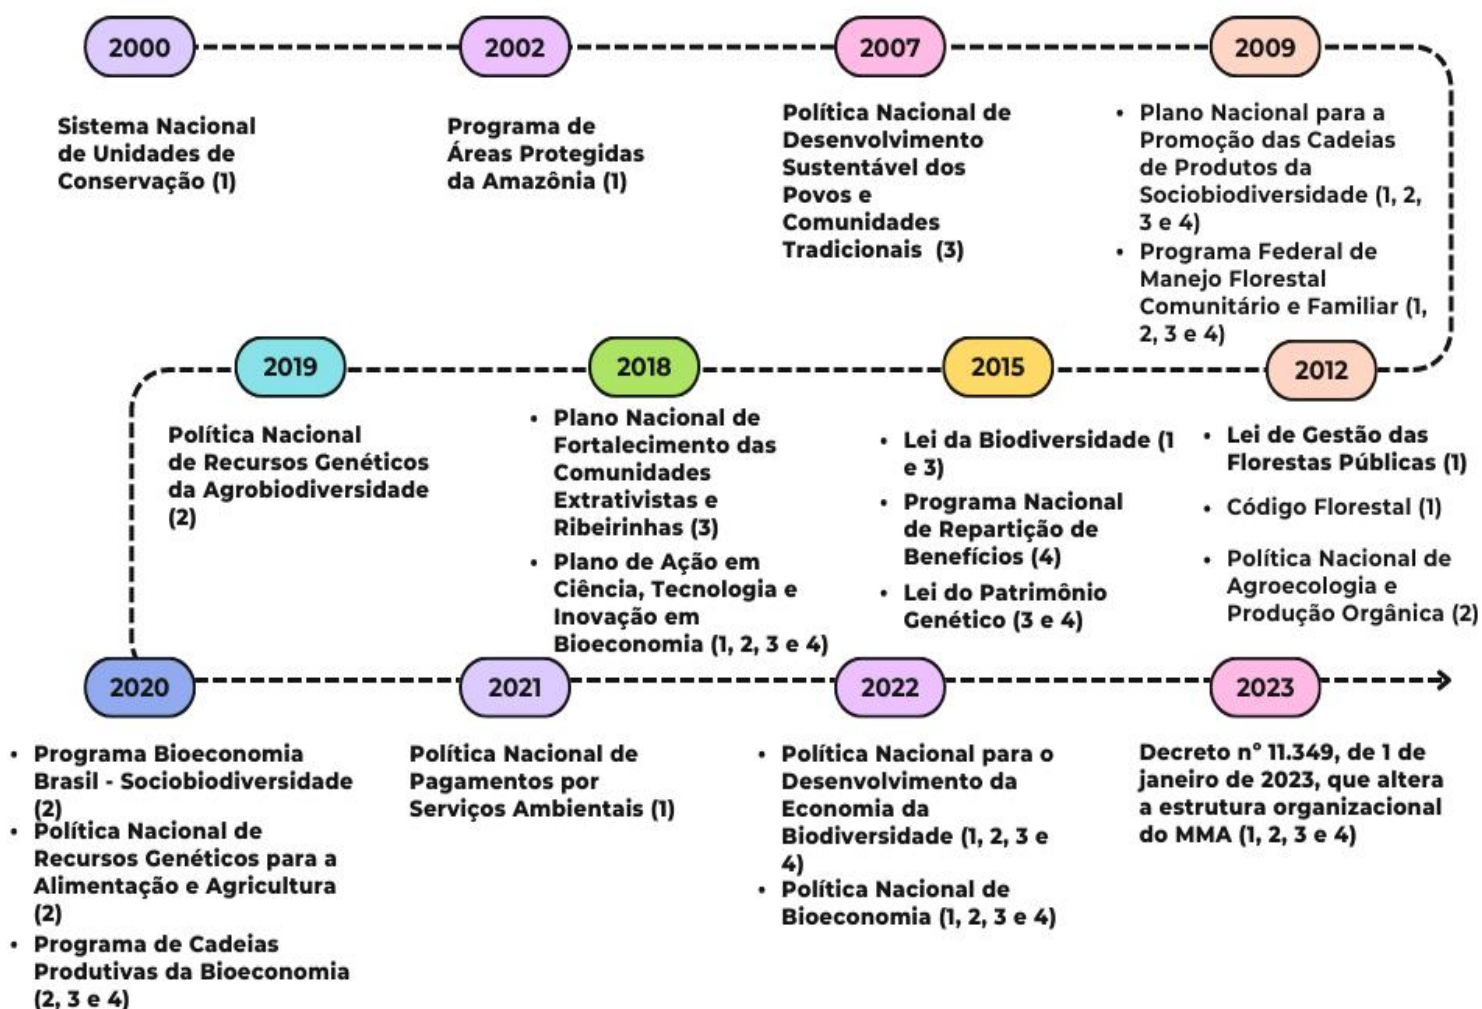 2000
Sistema Nacional
de Unidades de
Conservação (1)
2002
Programa de
Áreas Protegidas
da Amazônia (1)
2007
Política Nacional de
Desenvolvimento
Sustentável dos
Povos e
Comunidades
Tradicionais (3)
2009
• Plano Nacional para a
Promoção das Cadeias
de Produtos da
Sociobiodiversidade (1, 2,
3 e 4)
• Programa Federal de
Manejo Florestal
Comunitário e Familiar (1,
2, 3 e 4)
2012
• Lei de Gestão das
Florestas Públicas (1)
• Código Florestal (1)
• Política Nacional de
Agroecologia e
Produção Orgânica (2)
2015
• Lei da Biodiversidade (1
e 3)
• Programa Nacional
de Repartição de
Benefícios (4)
• Lei do Patrimônio
Genético (3 e 4)
2018
• Plano Nacional de
Fortalecimento das
Comunidades
Extrativistas e
Ribeirinhas (3)
• Plano de Ação em
Ciência, Tecnologia e
Inovação em
Bioeconomia (1, 2, 3 e 4)
2019
Política Nacional
de Recursos Genéticos
da Agrobiodiversidade
(2)
2020
• Programa Bioeconomia
Brasil - Sociobiodiversidade
(2)
• Política Nacional de
Recursos Genéticos para a
Alimentação e Agricultura
(2)
• Programa de Cadeias
Produtivas da Bioeconomia
(2, 3 e 4)
2021
Política Nacional de
Pagamentos por
Serviços Ambientais (1)
2022
• Política Nacional para o
Desenvolvimento da
Economia da
Biodiversidade (1, 2, 3 e
4)
• Política Nacional de
Bioeconomia (1, 2, 3 e 4)
2023
Decreto nº 11.349, de 1 de
janeiro de 2023, que altera
a estrutura organizacional
do MMA (1, 2, 3 e 4)